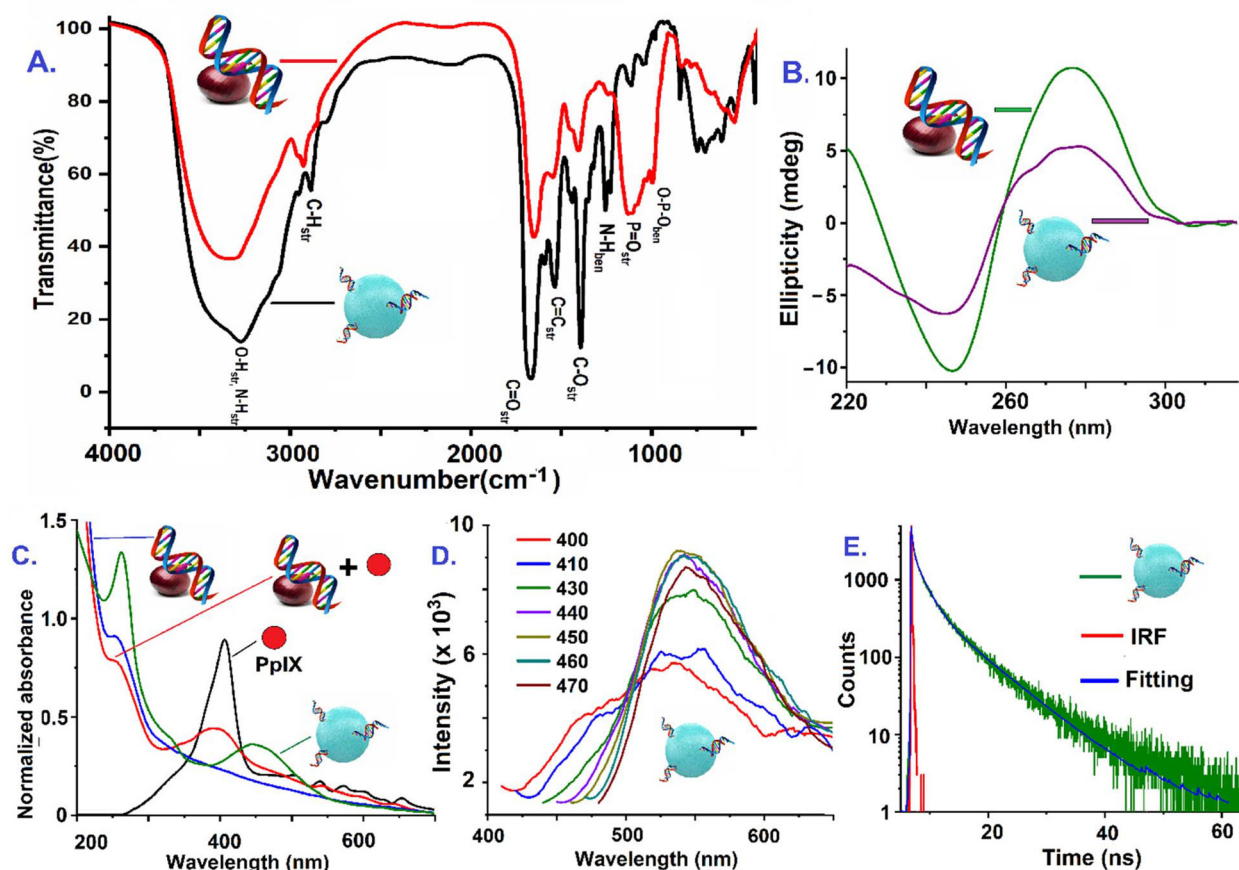 A.
100
80
60
40
20
0
Transmittance(%)
4000
3000
2000
1000
Wavenumber(cm⁻¹)
O-Hstr, N-Hstr
C-Hstr
C=Ostr
C=Cstr
C-Ostr
N-Hben
P=Ostr
O-P-Oben
B.
10
5
0
−5
−10
Ellipticity (mdeg)
220
260
300
Wavelength (nm)
C.
1.5
1.0
0.5
0
Normalized absorbance
+
PpIX
200
400
600
Wavelength (nm)
D.
10
6
2
Intensity (x 10³)
400
410
430
440
450
460
470
400
500
600
Wavelength (nm)
E.
1000
100
10
1
Counts
IRF
Fitting
20
40
60
Time (ns)